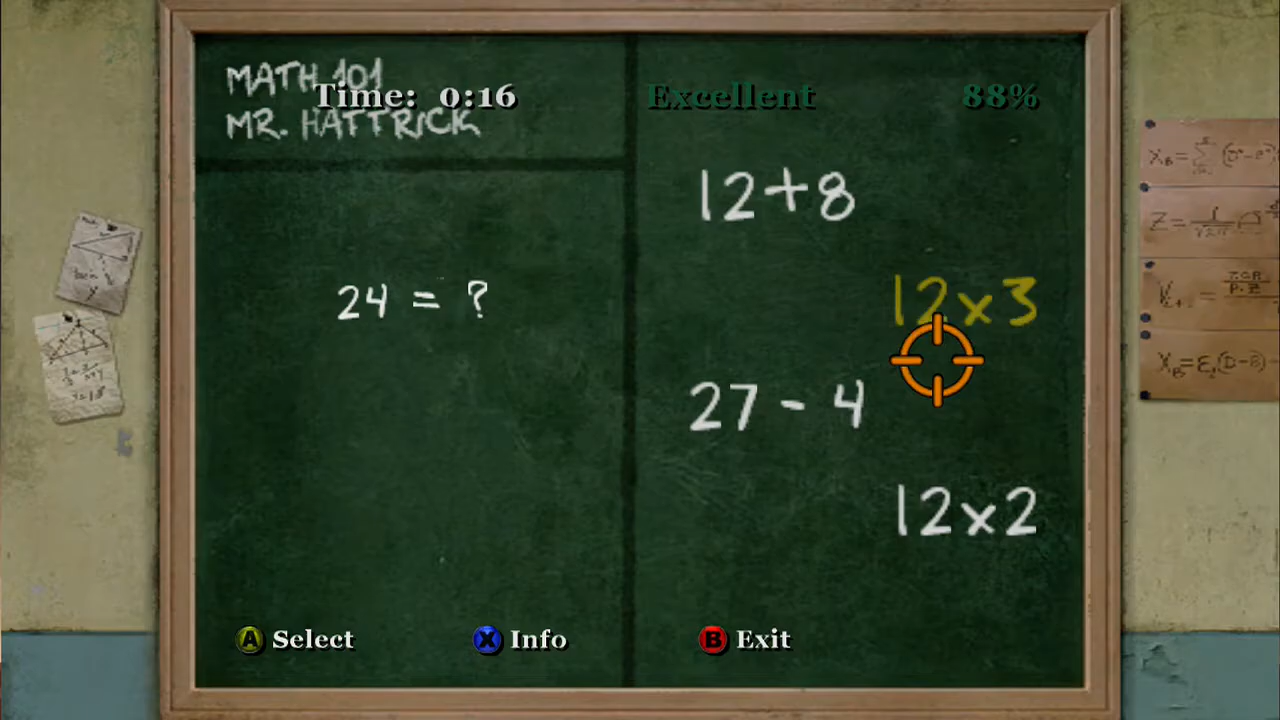 MATH 101
Time: 0:16
Excellent 88%
MR. HATTRICK
12+8
24 = ?
12x3
27 - 4
12x2
A Select
X Info
B Exit